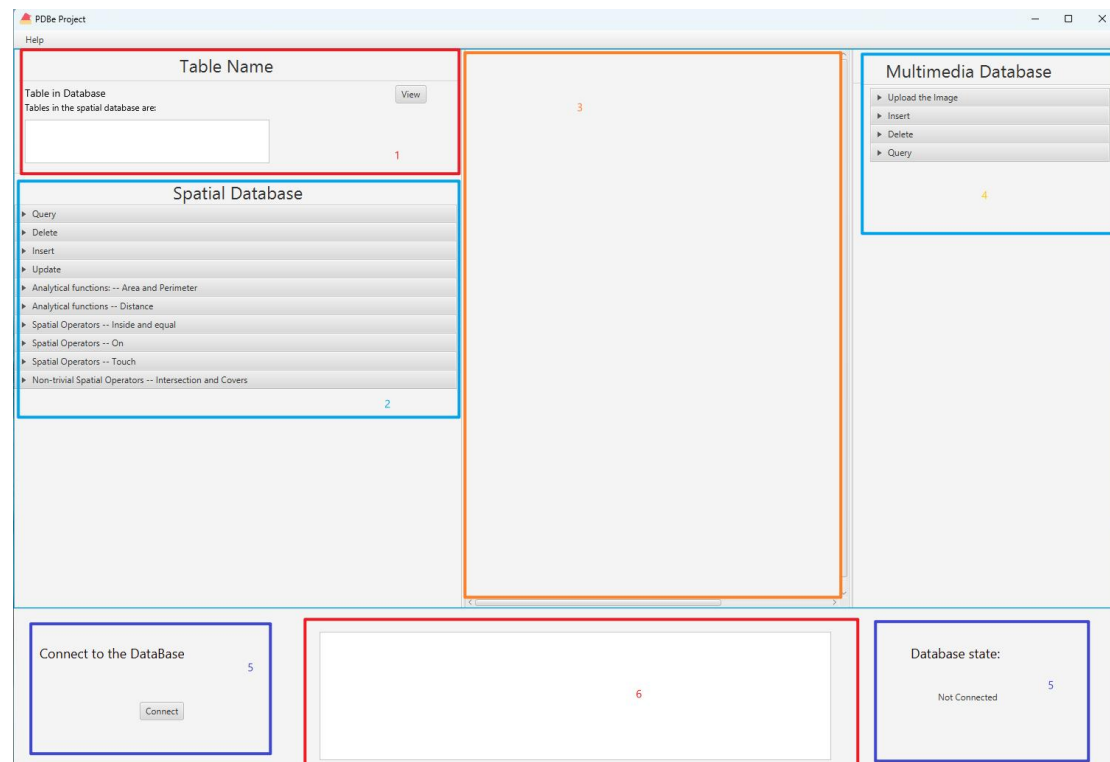 PDBe Project
Help
Table Name
Table in Database
View
Tables in the spatial database are:
1
Spatial Database
Query
Delete
Insert
Update
Analytical functions: -- Area and Perimeter
Analytical functions -- Distance
Spatial Operators -- Inside and equal
Spatial Operators -- On
Spatial Operators -- Touch
Non-trivial Spatial Operators -- Intersection and Covers
2
3
Multimedia Database
Upload the Image
Insert
Delete
Query
4
Connect to the DataBase
5
Connect
6
Database state:
5
Not Connected